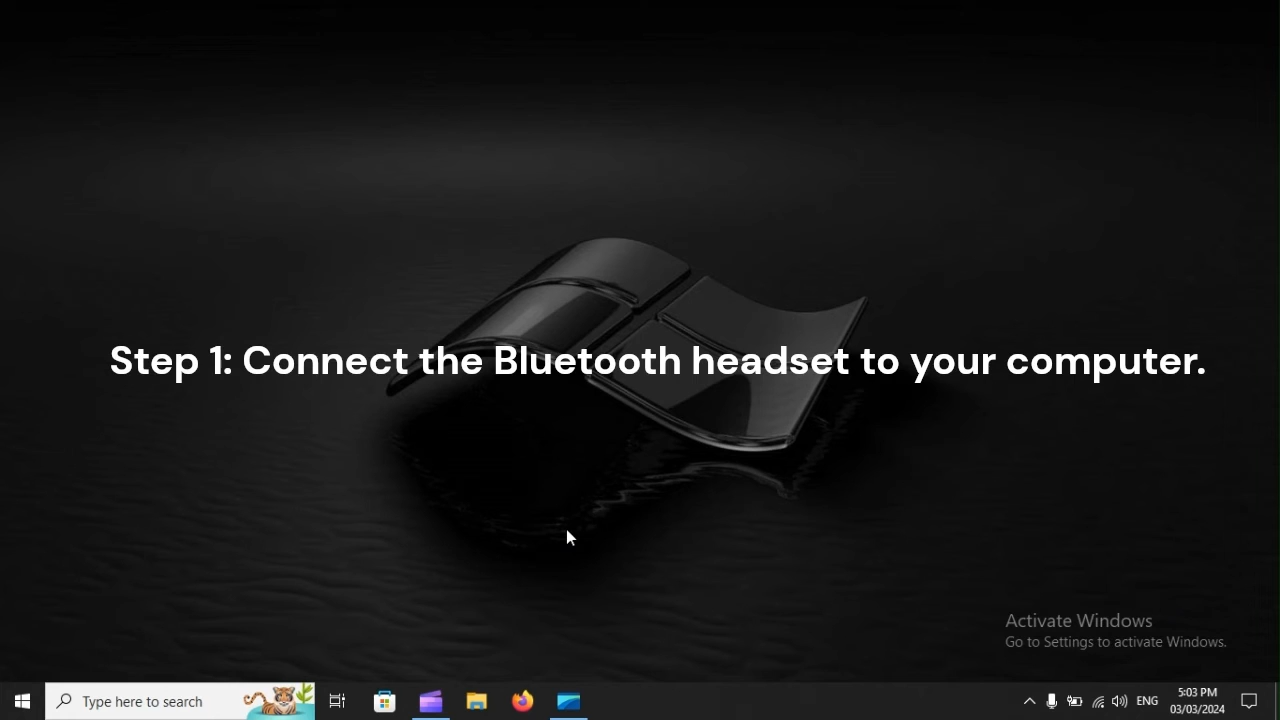 Step 1: Connect the Bluetooth headset to your computer.
Activate Windows
Go to Settings to activate Windows.
Type here to search
ENG
5:03 PM
03/03/2024